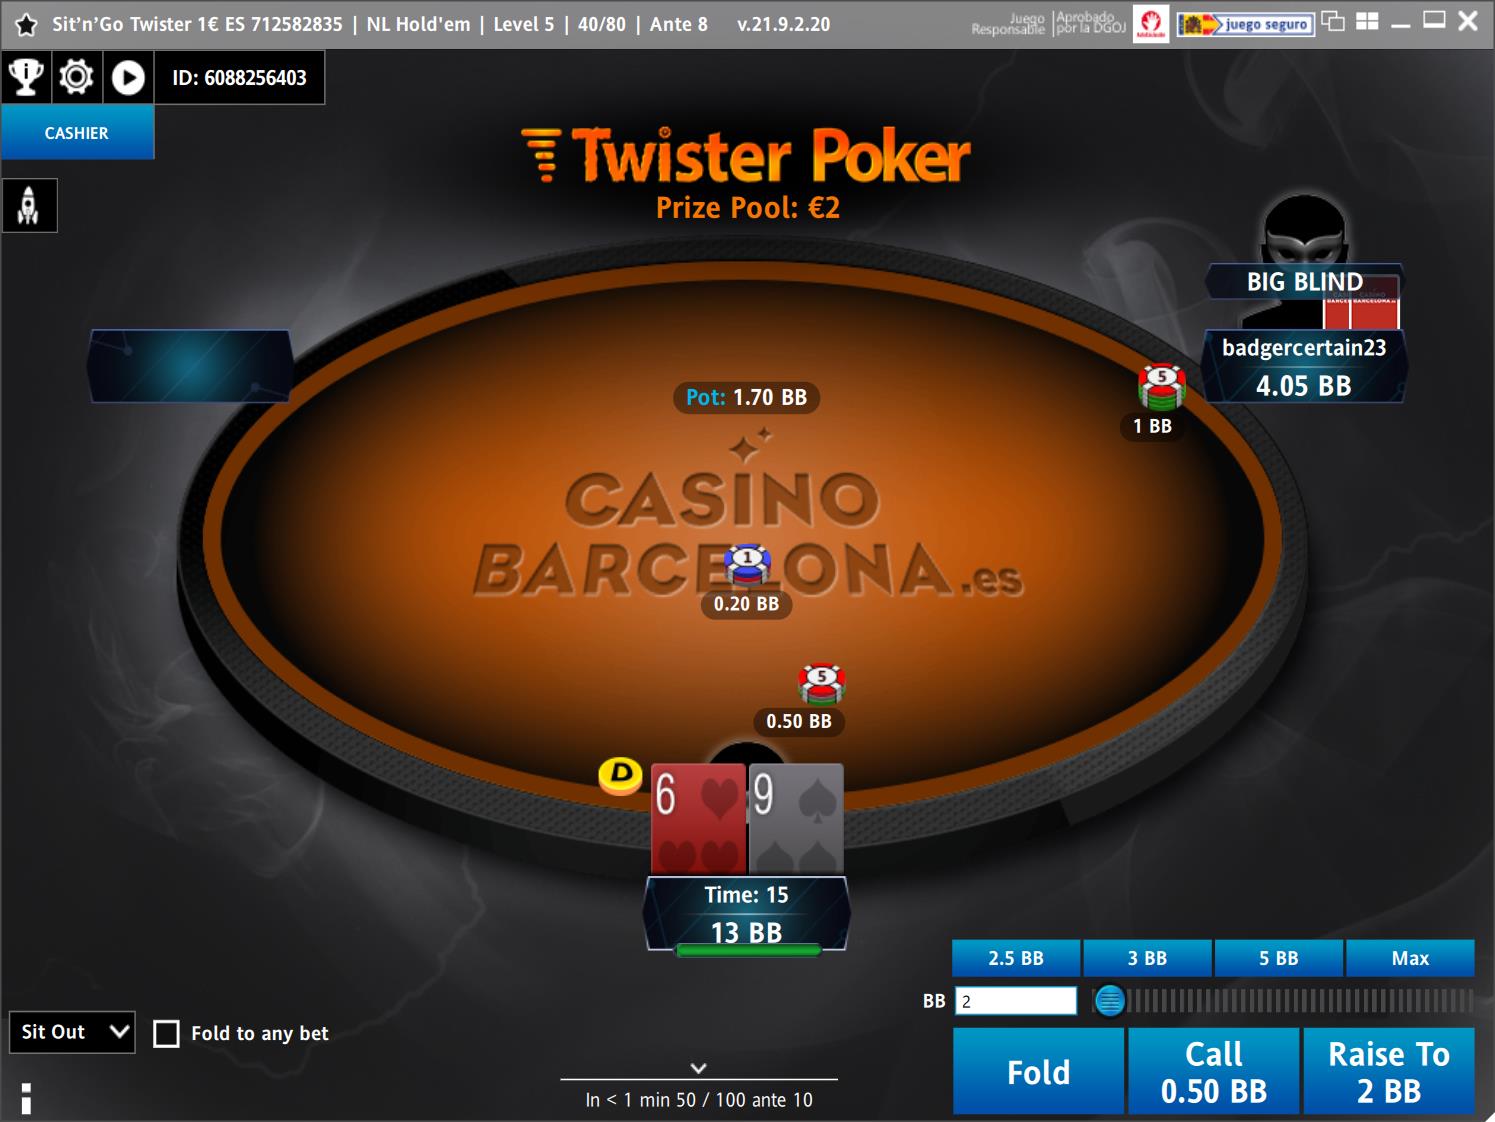 Sit’n’Go Twister 1€ ES 712582835 | NL Hold'em | Level 5 | 40/80 | Ante 8 v.21.9.2.20
Juego Responsable
Aprobado por la DGOJ
juego seguro
ID: 6088256403
CASHIER
Twister Poker
Prize Pool: €2
BIG BLIND
badgercertain23
4.05 BB
Pot: 1.70 BB
5
1 BB
CASINO
BARCELONA.es
1
0.20 BB
5
0.50 BB
D
6
9
Time: 15
13 BB
2.5 BB
3 BB
5 BB
Max
BB
2
Sit Out
Fold to any bet
Fold
Call
0.50 BB
Raise To
2 BB
In < 1 min 50 / 100 ante 10